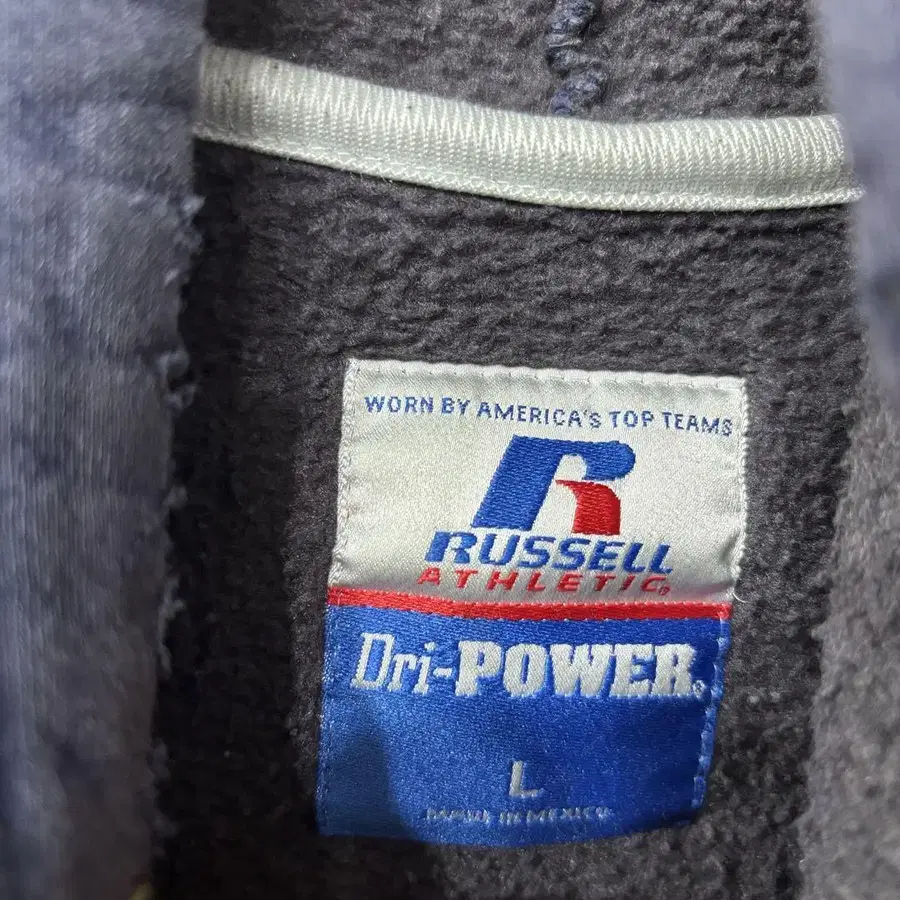 WORN BY AMERICA'S TOP TEAMS
R
RUSSELL
ATHLETIC®
Dri-POWER®
L
MADE IN MEXICO